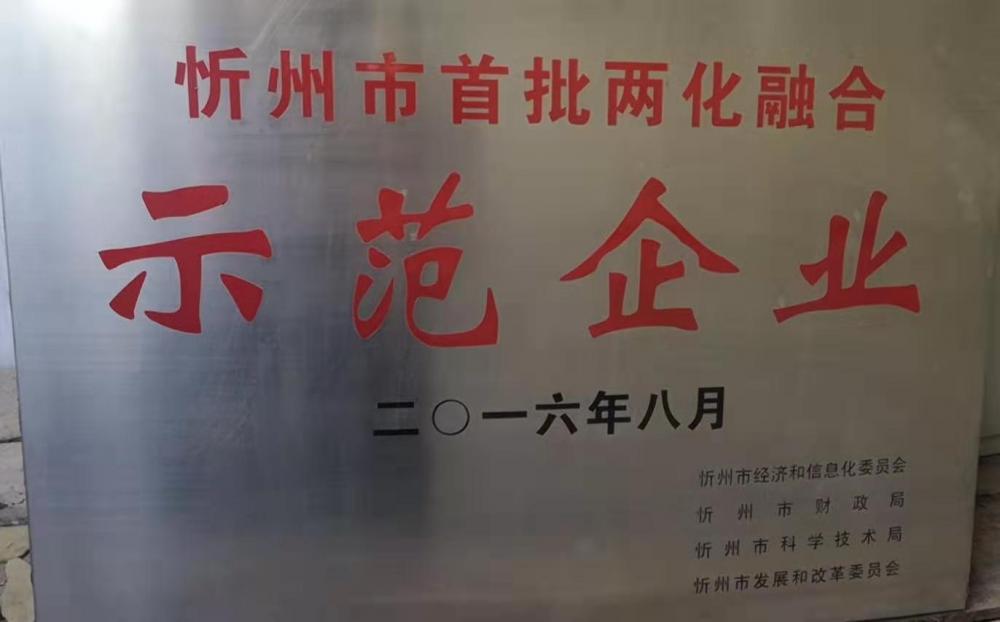 忻州市首批两化融合
示范企业
二〇一六年八月
忻州市经济和信息化委员会
忻州市财政局
忻州市科学技术局
忻州市发展和改革委员会